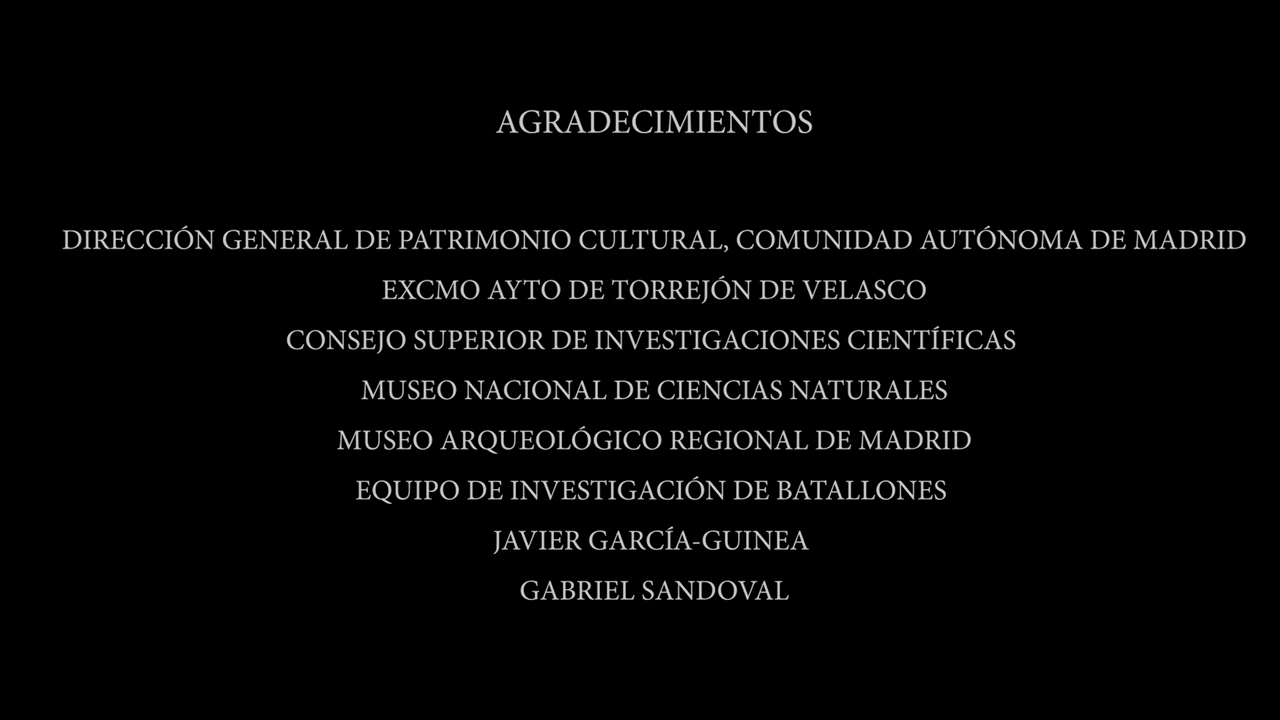 AGRADECIMIENTOS
DIRECCIÓN GENERAL DE PATRIMONIO CULTURAL, COMUNIDAD AUTÓNOMA DE MADRID
EXCMO AYTO DE TORREJÓN DE VELASCO
CONSEJO SUPERIOR DE INVESTIGACIONES CIENTÍFICAS
MUSEO NACIONAL DE CIENCIAS NATURALES
MUSEO ARQUEOLÓGICO REGIONAL DE MADRID
EQUIPO DE INVESTIGACIÓN DE BATALLONES
JAVIER GARCÍA-GUINEA
GABRIEL SANDOVAL